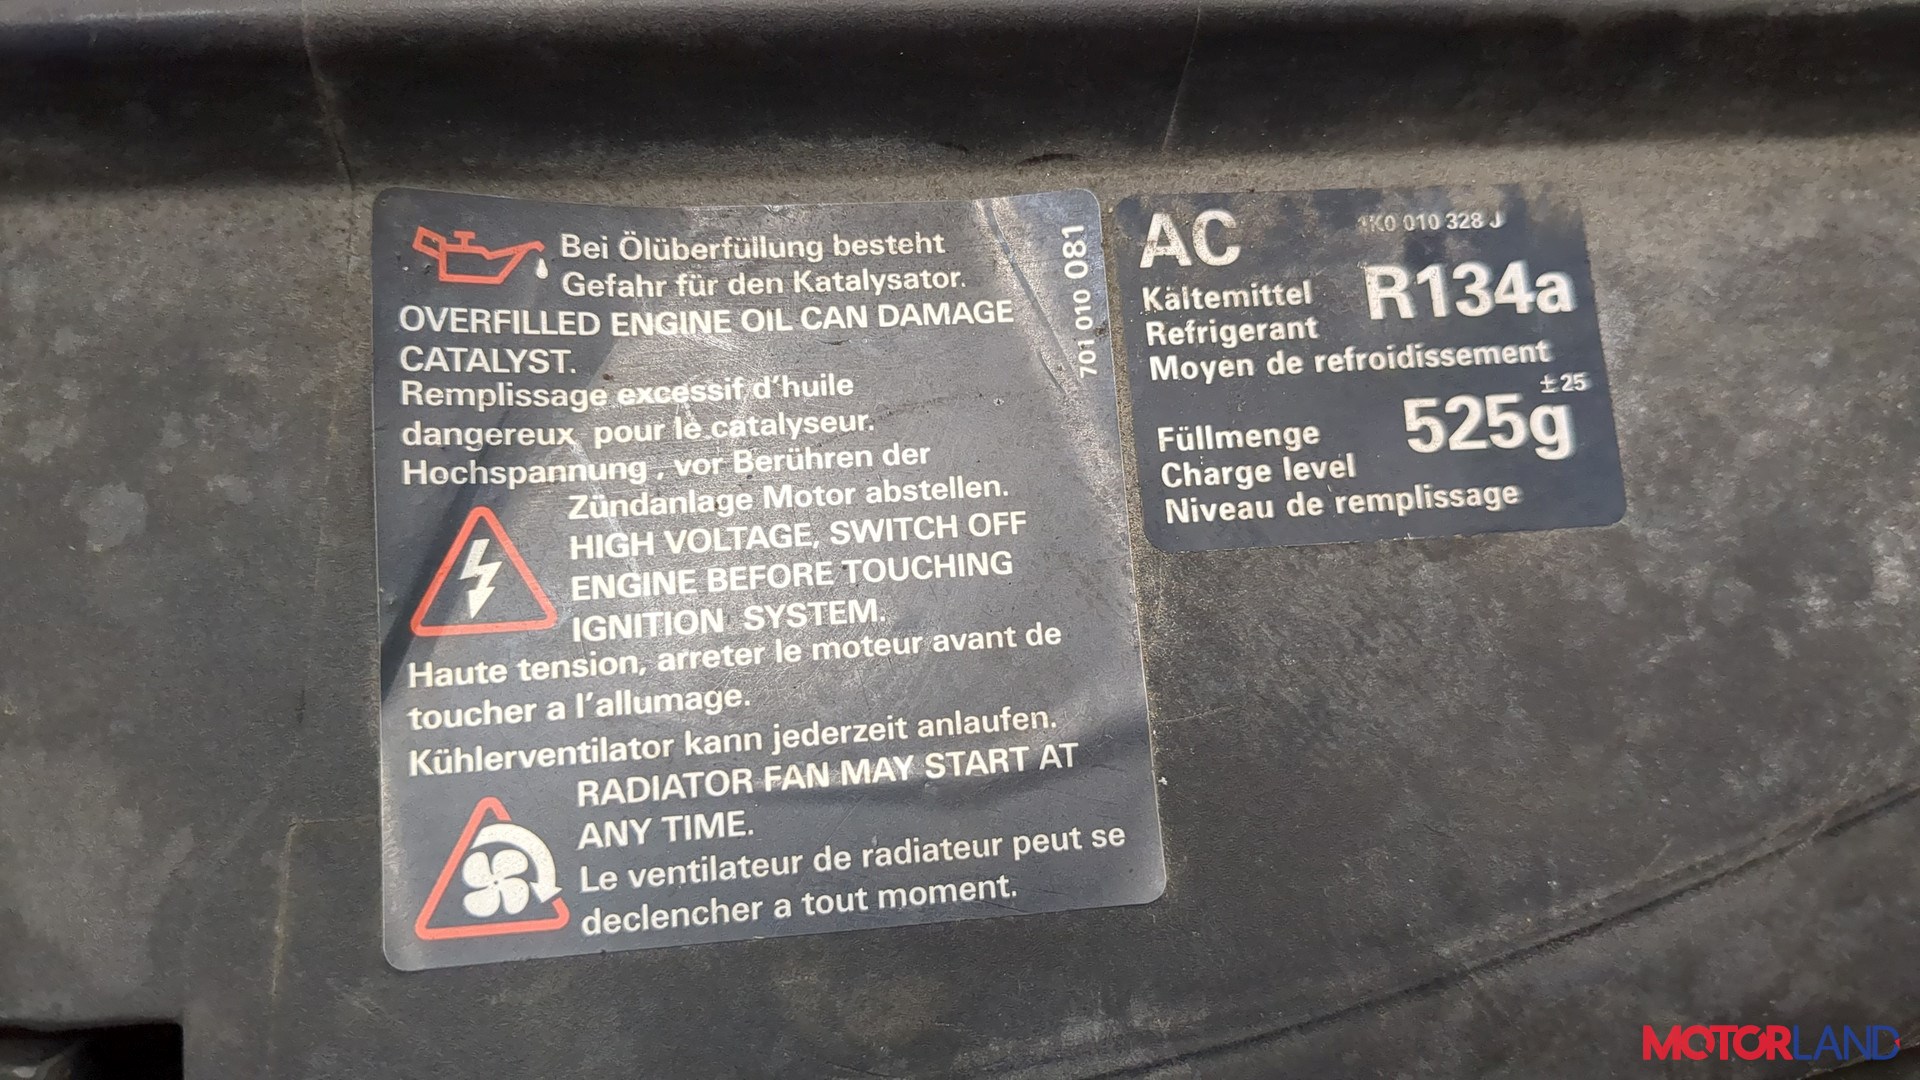 Bei Ölüberfüllung besteht
Gefahr für den Katalysator.
OVERFILLED ENGINE OIL CAN DAMAGE
CATALYST.
Remplissage excessif d'huile
dangereux pour le catalyseur.
Hochspannung, vor Berühren der
Zündanlage Motor abstellen.
HIGH VOLTAGE, SWITCH OFF
ENGINE BEFORE TOUCHING
IGNITION SYSTEM.
Haute tension, arreter le moteur avant de
toucher a l'allumage.
Kühlerventilator kann jederzeit anlaufen.
RADIATOR FAN MAY START AT
ANY TIME.
Le ventilateur de radiateur peut se
declencher a tout moment.
701 010 081
AC 1K0 010 328 J
Kältemittel R134a
Refrigerant
Moyen de refroidissement
±25
Füllmenge 525g
Charge level
Niveau de remplissage
MOTORLAND